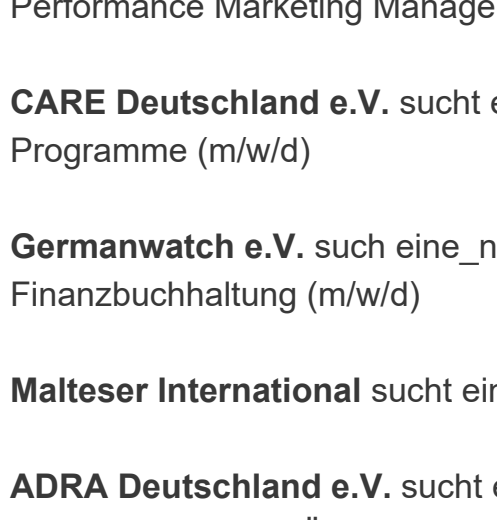 Performance Marketing Manage
CARE Deutschland e.V. sucht e
Programme (m/w/d)
Germanwatch e.V. such eine_n
Finanzbuchhaltung (m/w/d)
Malteser International sucht ein
ADRA Deutschland e.V. sucht e